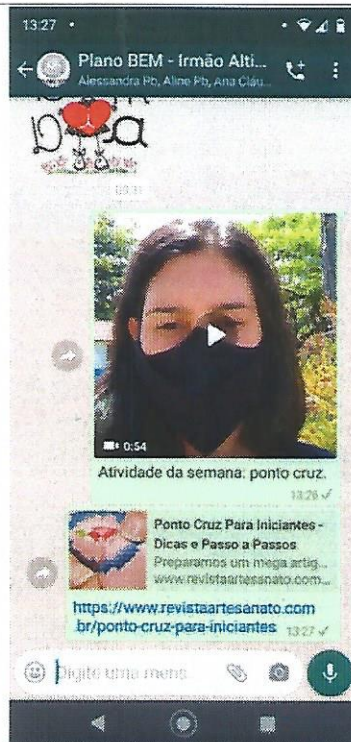 13:27
Plano BEM - Irmão Alti...
Alessandra Pb, Aline Pb, Ana Cláu...
0:54
Atividade da semana: ponto cruz.
13:26
Ponto Cruz Para Iniciantes -
Dicas e Passo a Passos
Preparamos um mega artig...
www.revistaartesanato.com...
https://www.revistaartesanato.com
br/ponto-cruz-para-iniciantes 13:27
Digite uma mens